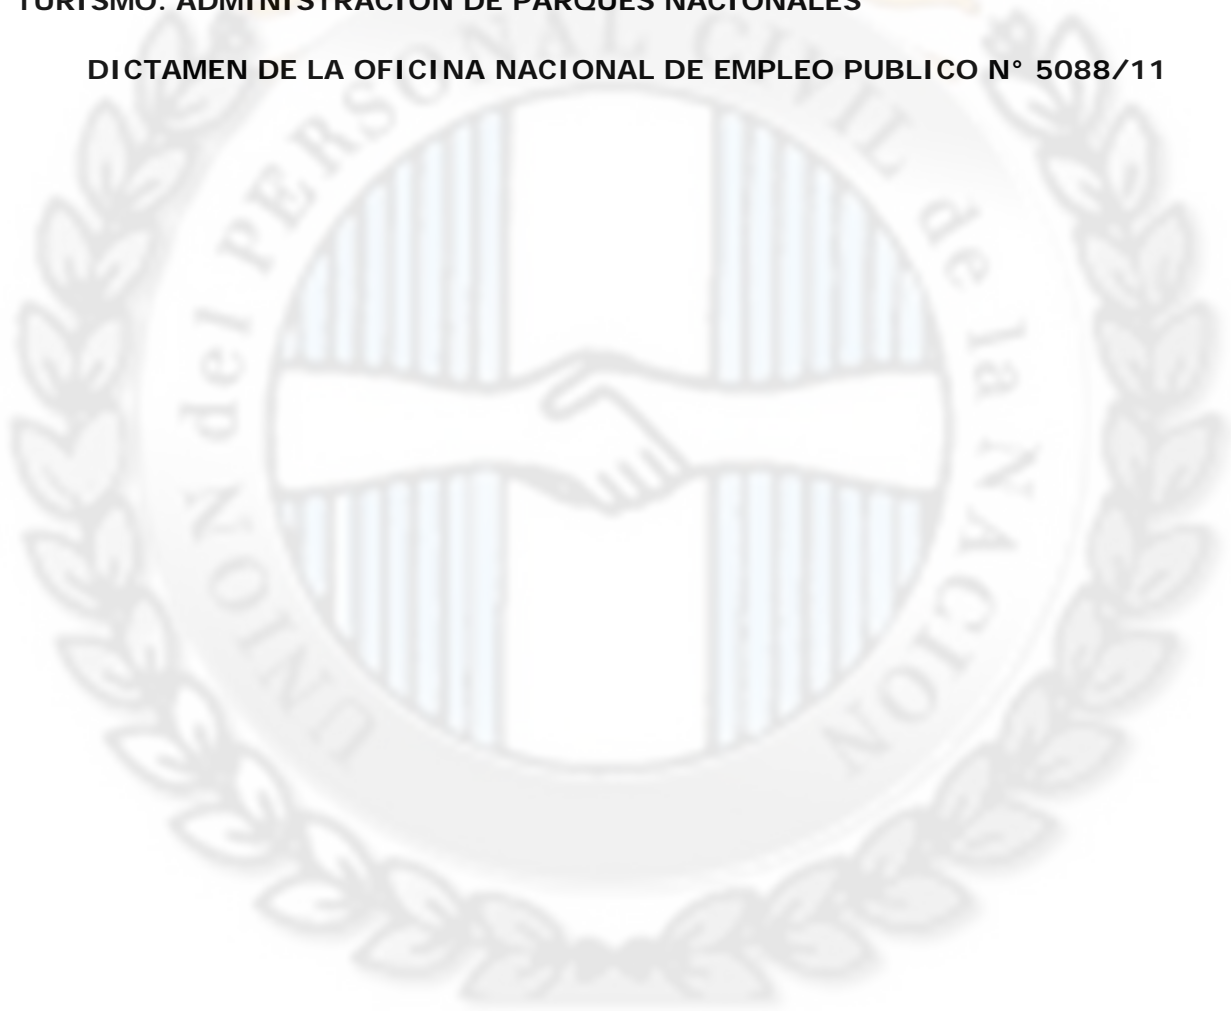 TURISMO. ADMINISTRACION DE PARQUES NACIONALES
DICTAMEN DE LA OFICINA NACIONAL DE EMPLEO PUBLICO N° 5088/11
UNION del PERSONAL CIVIL de la NACION